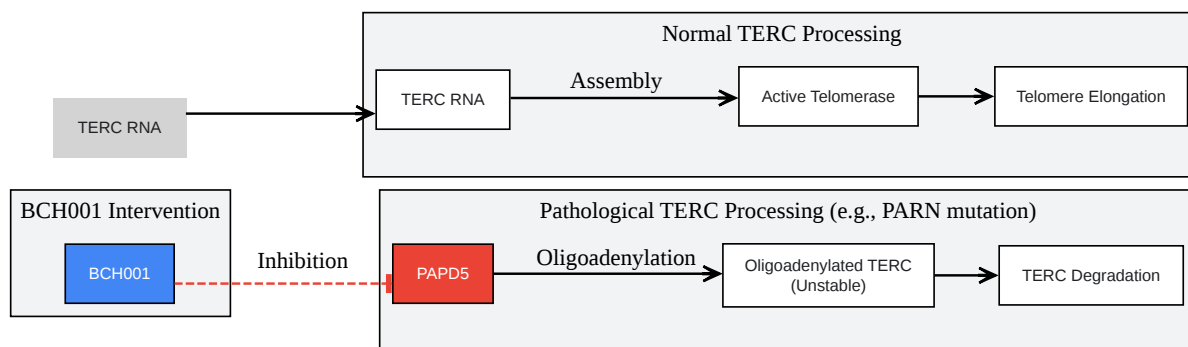 Normal TERC Processing
TERC RNA
TERC RNA
Assembly
Active Telomerase
Telomere Elongation
BCH001 Intervention
BCH001
Inhibition
Pathological TERC Processing (e.g., PARN mutation)
PAPD5
Oligoadenylation
Oligoadenylated TERC
(Unstable)
TERC Degradation